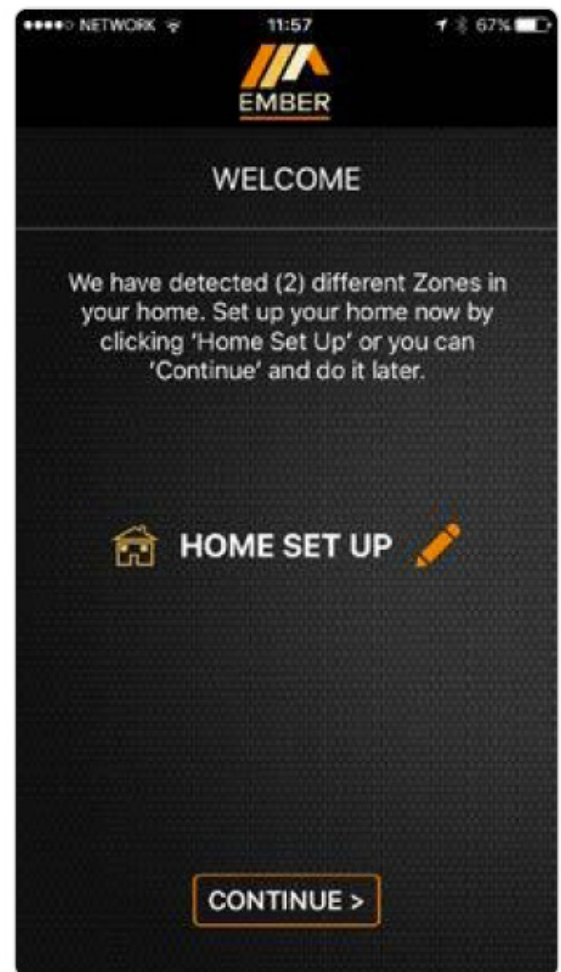 NETWORK 11:57 67%
EMBER
WELCOME
We have detected (2) different Zones in
your home. Set up your home now by
clicking 'Home Set Up' or you can
'Continue' and do it later.
HOME SET UP
CONTINUE >